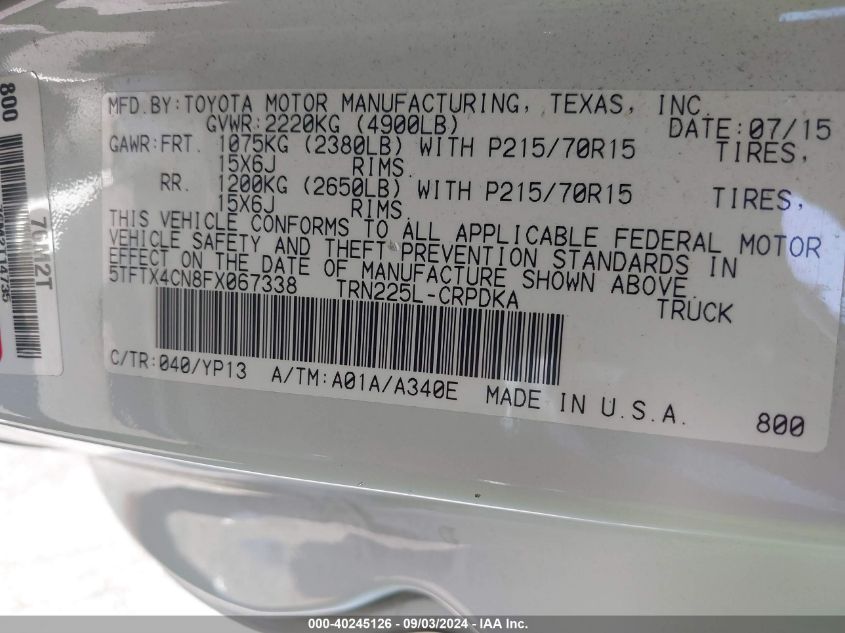 MFD.BY:TOYOTA MOTOR MANUFACTURING, TEXAS, INC.
GVWR:2220KG (4900LB) DATE:07/15
GAWR:FRT. 1075KG (2380LB) WITH P215/70R15 TIRES,
15X6J RIMS.
RR. 1200KG (2650LB) WITH P215/70R15 TIRES,
15X6J RIMS.
THIS VEHICLE CONFORMS TO ALL APPLICABLE FEDERAL MOTOR
VEHICLE SAFETY AND THEFT PREVENTION STANDARDS IN
EFFECT ON THE DATE OF MANUFACTURE SHOWN ABOVE.
5TFTX4CN8FX067338 TRN225L-CRPDKA TRUCK
C/TR:040/YP13 A/TM:A01A/A340E MADE IN U.S.A.
800
800
000-40245126 - 09/03/2024 - IAA Inc.